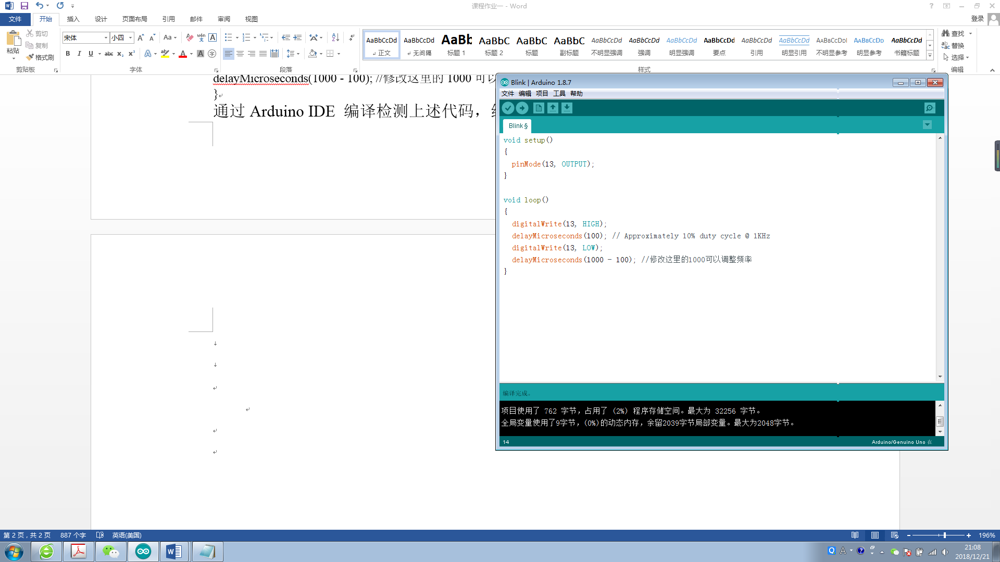 课程作业一 - Word
文件 开始 插入 设计 页面布局 引用 邮件 审阅 视图 登录
粘贴 剪切 复制 格式刷 剪贴板
宋体 小四 字体
段落
AaBbCcDd AaBbCcDd AaBb AaBbC AaBbC AaBbC AaBbCcDd AaBbCcDd AaBbCcDd AaBbCcDd AaBbCcDd AaBbCcDd AaBbCcDd AaBbCcDd AaBbCcDd
正文 无间隔 标题 1 标题 2 标题 副标题 不明显强调 强调 明显强调 要点 引用 明显引用 不明显参考 明显参考 书籍标题
样式
查找 替换 选择 编辑
delayMicroseconds(1000 - 100); //修改这里的 1000 可以
}
通过 Arduino IDE 编译检测上述代码，
Blink | Arduino 1.8.7
文件 编辑 项目 工具 帮助
Blink §
void setup()
{
pinMode(13, OUTPUT);
}
void loop()
{
digitalWrite(13, HIGH);
delayMicroseconds(100); // Approximately 10% duty cycle @ 1KHz
digitalWrite(13, LOW);
delayMicroseconds(1000 - 100); //修改这里的1000可以调整频率
}
编译完成。
项目使用了 762 字节，占用了 (2%) 程序存储空间。最大为 32256 字节。
全局变量使用了9字节，(0%)的动态内存，余留2039字节局部变量。最大为2048字节。
14 Arduino/Genuino Uno 在
第 2 页，共 2 页 887 个字 英语(美国) 196%
21:08
2018/12/21